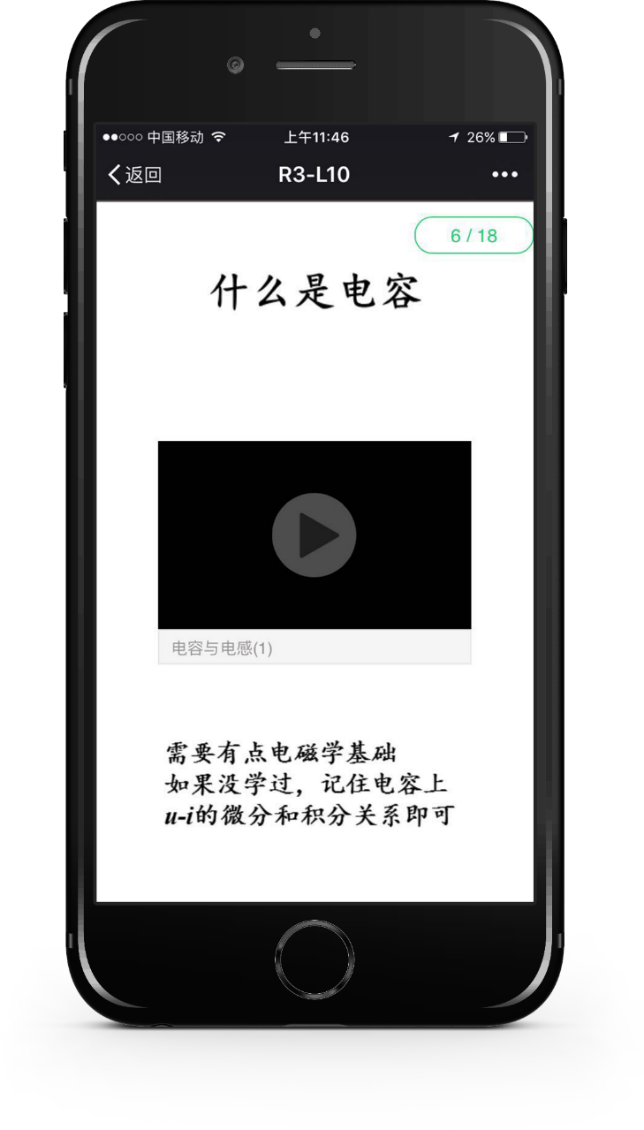 中国移动
上午11:46
26%
返回
R3-L10
6 / 18
什么是电容
电容与电感(1)
需要有点电磁学基础
如果没学过，记住电容上
u-i的微分和积分关系即可